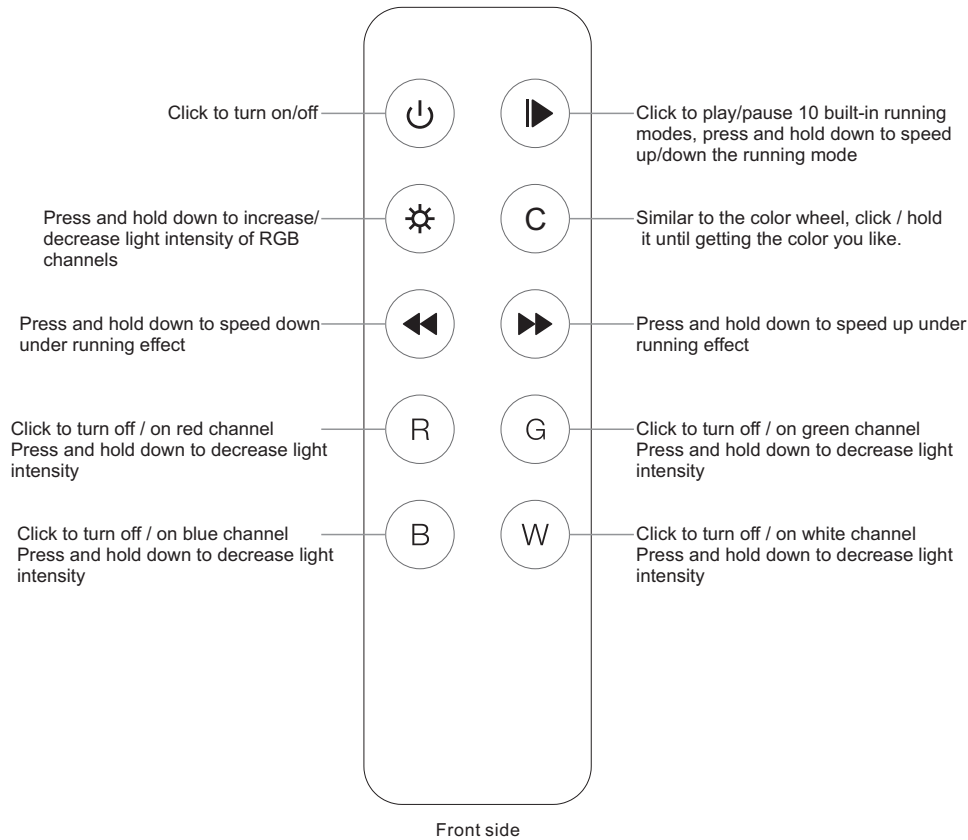 Click to turn on/off
Click to play/pause 10 built-in running
modes, press and hold down to speed
up/down the running mode
Press and hold down to increase/
decrease light intensity of RGB
channels
C
Similar to the color wheel, click / hold
it until getting the color you like.
Press and hold down to speed down
under running effect
Press and hold down to speed up under
running effect
Click to turn off / on red channel
Press and hold down to decrease light
intensity
R
G
Click to turn off / on green channel
Press and hold down to decrease light
intensity
Click to turn off / on blue channel
Press and hold down to decrease light
intensity
B
W
Click to turn off / on white channel
Press and hold down to decrease light
intensity
Front side